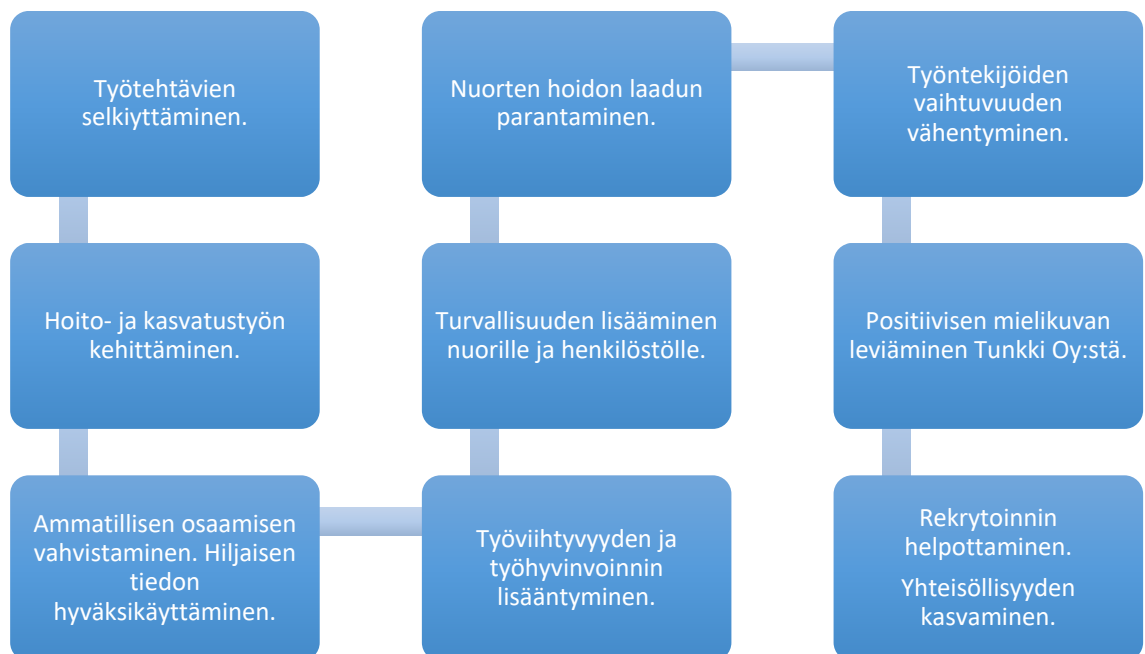 Työtehtävien
selkiyttäminen.
Hoito- ja kasvatustyön
kehittäminen.
Ammatillisen osaamisen
vahvistaminen. Hiljaisen
tiedon
hyväksikäyttäminen.
Työviihtyvyyden ja
työhyvinvoinnin
lisääntyminen.
Turvallisuuden lisääminen
nuorille ja henkilöstölle.
Nuorten hoidon laadun
parantaminen.
Työntekijöiden
vaihtuvuuden
vähentyminen.
Positiivisen mielikuvan
leviäminen Tunkki Oy:stä.
Rekrytoinnin
helpottaminen.
Yhteisöllisyyden
kasvaminen.